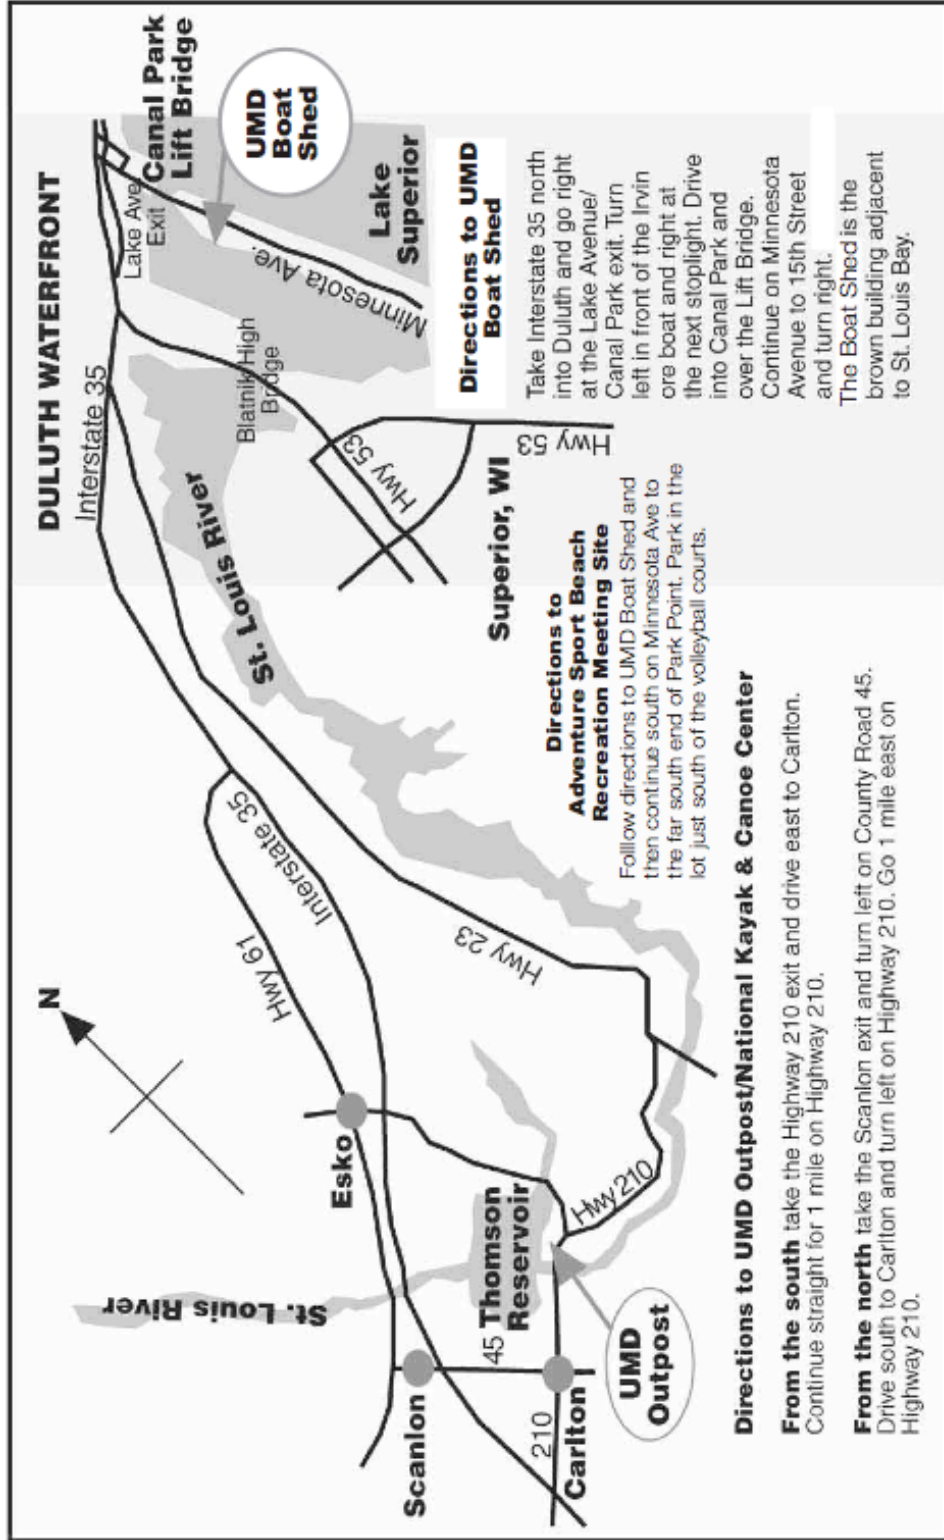 DULUTH WATERFRONT
Interstate 35
Lake Ave
Exit
Canal Park
Lift Bridge
UMD
Boat
Shed
Lake
Superior
Minnesota Ave.
Blatnik High
Bridge
St. Louis River
Hwy 53
Hwy 53
Superior, WI
N
Hwy 61
Interstate 35
Hwy 23
Esko
St. Louis River
Thomson
Reservoir
Hwy 210
Scanlon
45
210
Carlton
UMD
Outpost
Directions to UMD
Boat Shed
Take Interstate 35 north
into Duluth and go right
at the Lake Avenue/
Canal Park exit. Turn
left in front of the Irvin
ore boat and right at
the next stoplight. Drive
into Canal Park and
over the Lift Bridge.
Continue on Minnesota
Avenue to 15th Street
and turn right.
The Boat Shed is the
brown building adjacent
to St. Louis Bay.
Directions to
Adventure Sport Beach
Recreation Meeting Site
Folllow directions to UMD Boat Shed and
then continue south on Minnesota Ave to
the far south end of Park Point. Park in the
lot just south of the volleyball courts.
Directions to UMD Outpost/National Kayak & Canoe Center
From the south take the Highway 210 exit and drive east to Carlton.
Continue straight for 1 mile on Highway 210.
From the north take the Scanlon exit and turn left on County Road 45.
Drive south to Carlton and turn left on Highway 210. Go 1 mile east on
Highway 210.